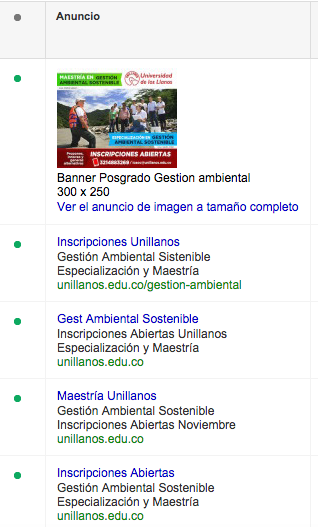 Anuncio
MAESTRÍA EN GESTIÓN
AMBIENTAL SOSTENIBLE
Universidad
de los Llanos
ESPECIALIZACIÓN EN GESTIÓN
AMBIENTAL SOSTENIBLE
INSCRIPCIONES ABIERTAS
Banner Posgrado Gestion ambiental
300 x 250
Ver el anuncio de imagen a tamaño completo
Inscripciones Unillanos
Gestión Ambiental Sistenible
Especialización y Maestría
unillanos.edu.co/gestion-ambiental
Gest Ambiental Sostenible
Inscripciones Abiertas Unillanos
Especialización y Maestría
unillanos.edu.co
Maestría Unillanos
Gestión Ambiental Sostenible
Inscripciones Abiertas Noviembre
unillanos.edu.co
Inscripciones Abiertas
Gestión Ambiental Sostenible
Especialización y Maestría
unillanos.edu.co